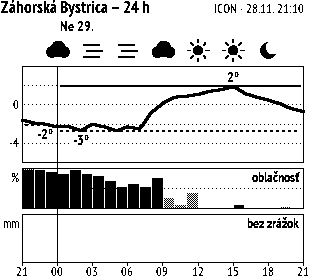 Záhorská Bystrica – 24 h ICON - 28.11. 21:10
Ne 29.
2°
0
-2°
-3°
-4
% oblačnosť
mm bez zrážok
21 00 03 06 09 12 15 18 21